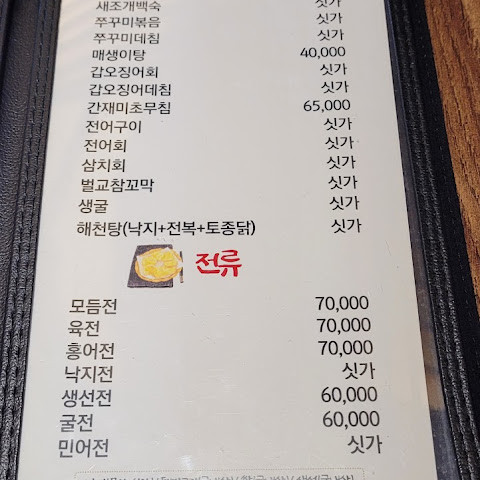 새조개백숙 싯가
쭈꾸미볶음 싯가
쭈꾸미데침 싯가
매생이탕 40,000
갑오징어회 싯가
갑오징어데침 싯가
간재미초무침 65,000
전어구이 싯가
전어회 싯가
삼치회 싯가
벌교참꼬막 싯가
생굴 싯가
해천탕(낙지+전복+토종닭) 싯가
전류
모듬전 70,000
육전 70,000
홍어전 70,000
낙지전 싯가
생선전 60,000
굴전 60,000
민어전 싯가